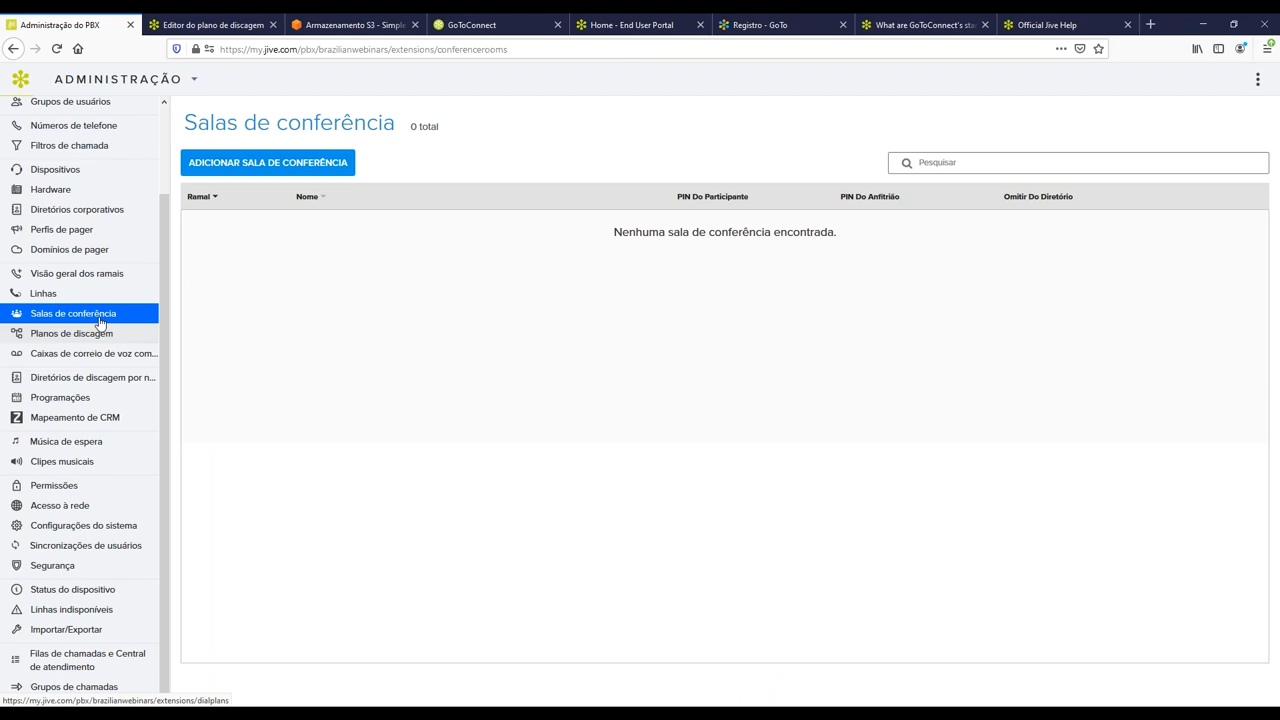 Administração do PBX
Editor do plano de discagem
Armazenamento S3 - Simple
GoToConnect
Home - End User Portal
Registro - GoTo
What are GoToConnect's sta
Official Jive Help
https://my.jive.com/pbx/brazilianwebinars/extensions/conferencerooms
ADMINISTRAÇÃO
Grupos de usuários
Números de telefone
Filtros de chamada
Dispositivos
Hardware
Diretórios corporativos
Perfis de pager
Domínios de pager
Visão geral dos ramais
Linhas
Salas de conferência
Planos de discagem
Caixas de correio de voz com...
Diretórios de discagem por n...
Programações
Mapeamento de CRM
Música de espera
Clipes musicais
Permissões
Acesso à rede
Configurações do sistema
Sincronizações de usuários
Segurança
Status do dispositivo
Linhas indisponíveis
Importar/Exportar
Filas de chamadas e Central
de atendimento
Grupos de chamadas
https://my.jive.com/pbx/brazilianwebinars/extensions/dialplans
Salas de conferência 0 total
ADICIONAR SALA DE CONFERÊNCIA
Pesquisar
Ramal Nome PIN Do Participante PIN Do Anfitrião Omitir Do Diretório
Nenhuma sala de conferência encontrada.